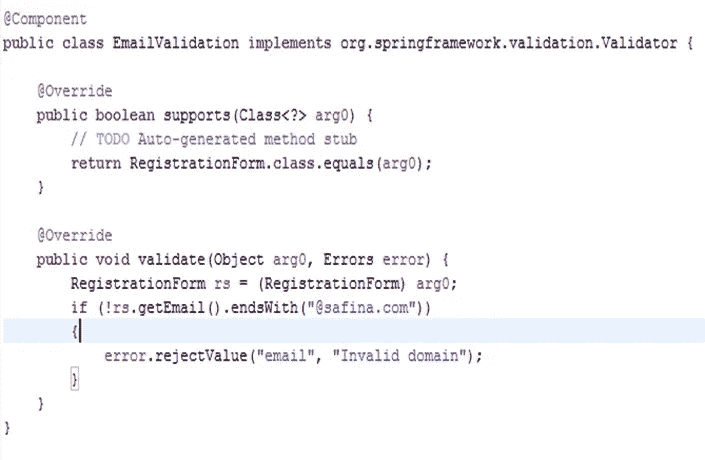 @Component
public class EmailValidation implements org.springframework.validation.Validator {
@Override
public boolean supports(Class<?> arg0) {
// TODO Auto-generated method stub
return RegistrationForm.class.equals(arg0);
}
@Override
public void validate(Object arg0, Errors error) {
RegistrationForm rs = (RegistrationForm) arg0;
if (!rs.getEmail().endsWith("@safina.com"))
{
error.rejectValue("email", "Invalid domain");
}
}
}